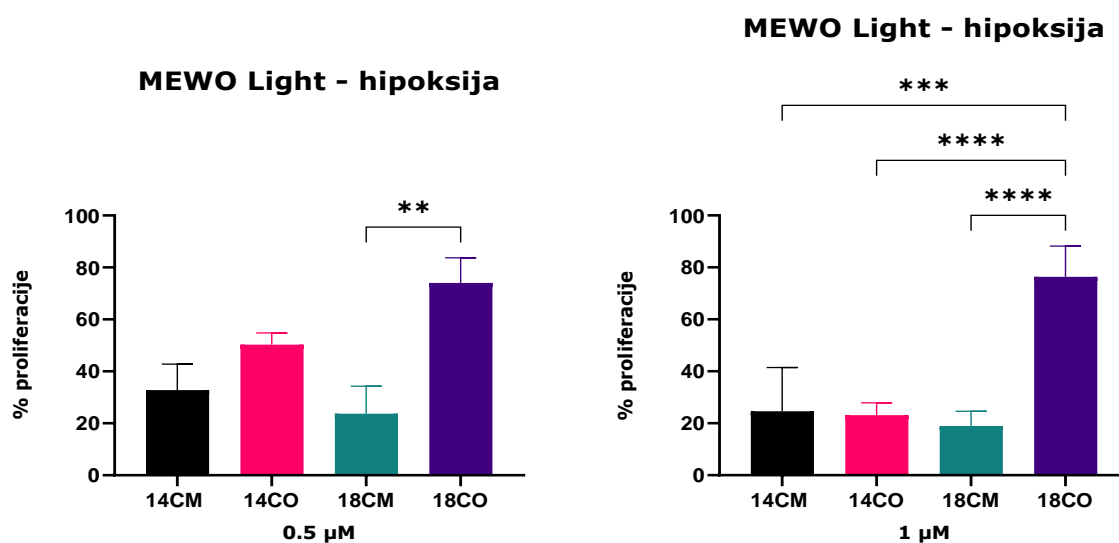 MEWO Light - hipoksija
**
% proliferacije
100
80
60
40
20
0
14CM 14CO 18CM 18CO
0.5 µM
MEWO Light - hipoksija
***
****
****
% proliferacije
100
80
60
40
20
0
14CM 14CO 18CM 18CO
1 µM